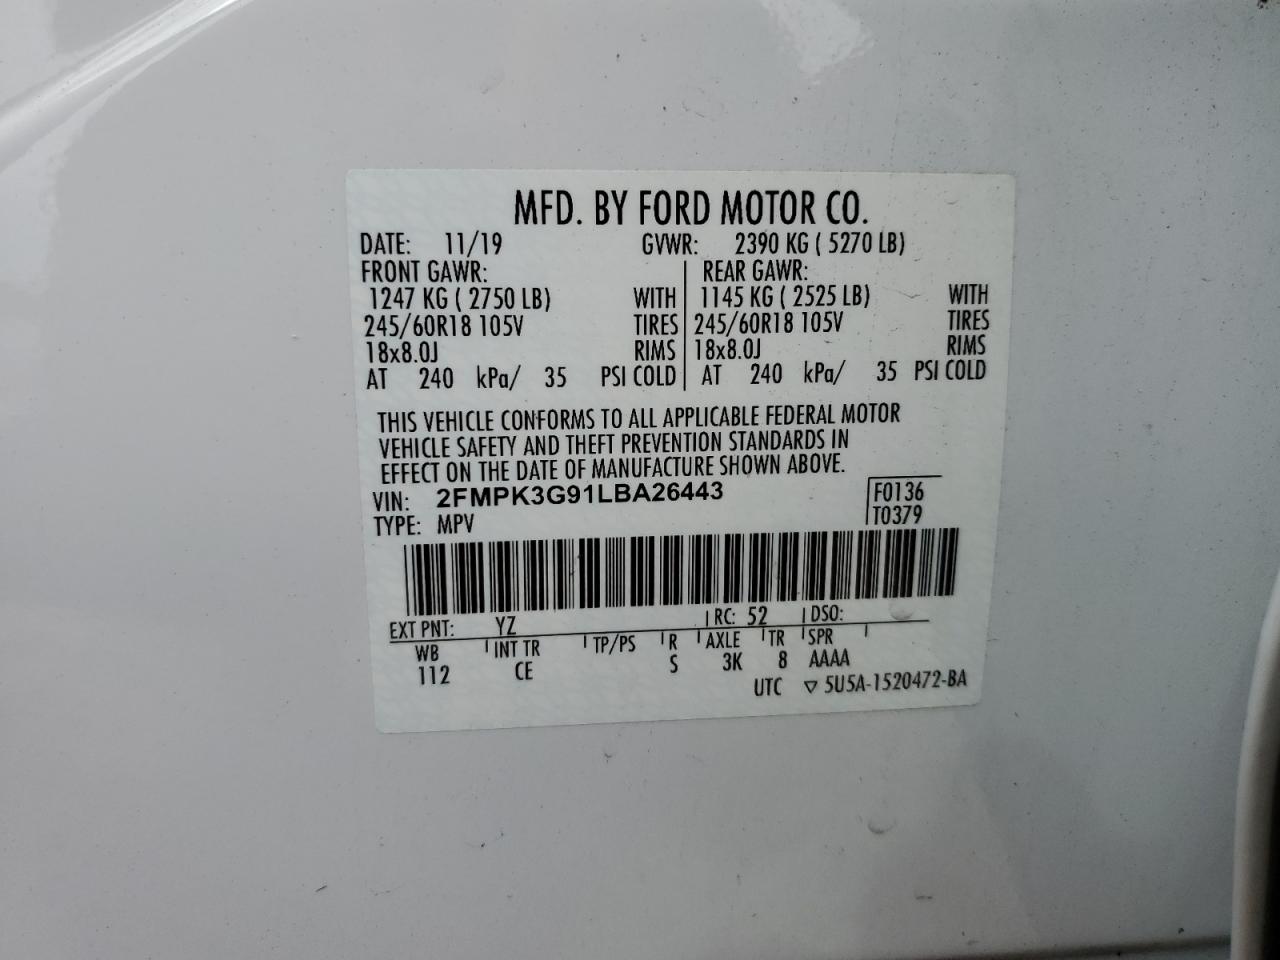 MFD. BY FORD MOTOR CO.
DATE: 11/19 GVWR: 2390 KG ( 5270 LB)
FRONT GAWR: REAR GAWR:
1247 KG ( 2750 LB) WITH 1145 KG ( 2525 LB) WITH
245/60R18 105V TIRES 245/60R18 105V TIRES
18x8.0J RIMS 18x8.0J RIMS
AT 240 kPa/ 35 PSI COLD AT 240 kPa/ 35 PSI COLD
THIS VEHICLE CONFORMS TO ALL APPLICABLE FEDERAL MOTOR
VEHICLE SAFETY AND THEFT PREVENTION STANDARDS IN
EFFECT ON THE DATE OF MANUFACTURE SHOWN ABOVE.
VIN: 2FMPK3G91LBA26443 F0136
TYPE: MPV T0379
EXT PNT: YZ RC: 52 DSO:
WB INT TR TP/PS R AXLE TR SPR
112 CE S 3K 8 AAAA
UTC ▽ 5U5A-1520472-BA